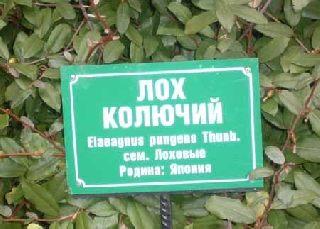 ЛОХ
КОЛЮЧИЙ
Elaeagnus pungens Thunb.
сем. Лоховые
Родина: Япония